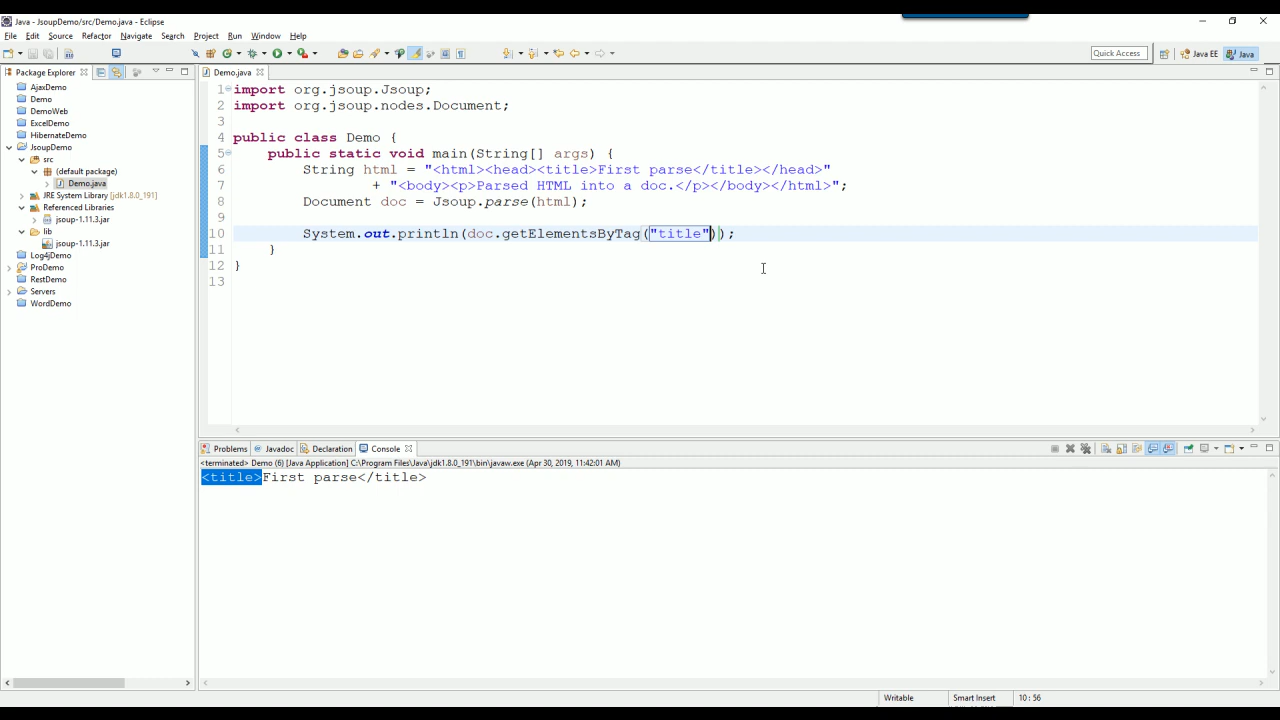 Java - JsoupDemo/src/Demo.java - Eclipse
File Edit Source Refactor Navigate Search Project Run Window Help
Quick Access
Java EE
Java
Package Explorer
AjaxDemo
Demo
DemoWeb
ExcelDemo
HibernateDemo
JsoupDemo
src
(default package)
Demo.java
JRE System Library [jdk1.8.0_191]
Referenced Libraries
jsoup-1.11.3.jar
lib
jsoup-1.11.3.jar
Log4jDemo
ProDemo
RestDemo
Servers
WordDemo
Demo.java
1 import org.jsoup.Jsoup;
2 import org.jsoup.nodes.Document;
3
4 public class Demo {
5     public static void main(String[] args) {
6         String html = "<html><head><title>First parse</title></head>"
7                 + "<body><p>Parsed HTML into a doc.</p></body></html>";
8         Document doc = Jsoup.parse(html);
9
10         System.out.println(doc.getElementsByTag("title"));
11     }
12 }
13
Problems Javadoc Declaration Console
<terminated> Demo (6) [Java Application] C:\Program Files\Java\jdk1.8.0_191\bin\javaw.exe (Apr 30, 2019, 11:42:01 AM)
<title>First parse</title>
Writable Smart Insert 10 : 56